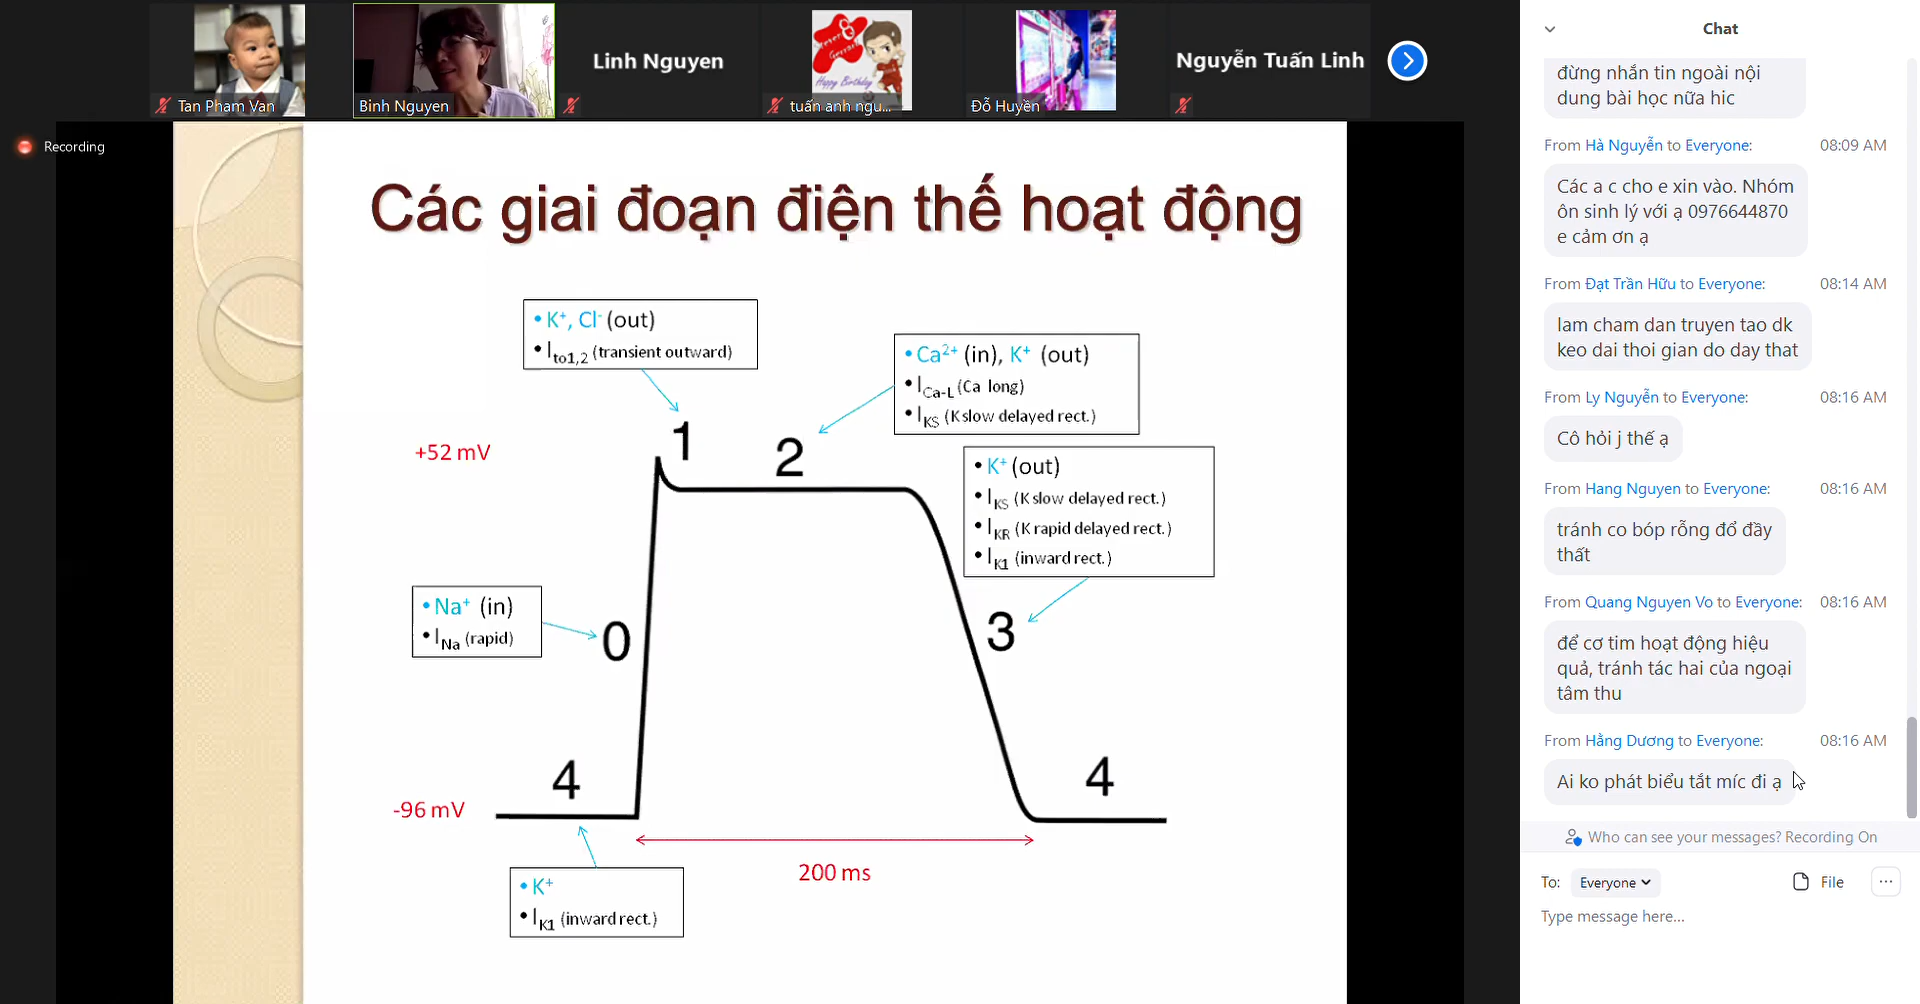 Tan Pham Van
Binh Nguyen
Linh Nguyen
Happy Birthday
tuấn anh ngu...
Đỗ Huyền
Nguyễn Tuấn Linh
Recording
Các giai đoạn điện thế hoạt động
• K⁺, Cl⁻ (out)
• Ito1,2 (transient outward)
• Ca²⁺ (in), K⁺ (out)
• ICa-L (Ca long)
• IKS (K slow delayed rect.)
+52 mV
1
2
• K⁺ (out)
• IKS (K slow delayed rect.)
• IKR (K rapid delayed rect.)
• IK1 (inward rect.)
• Na⁺ (in)
• INa (rapid)
0
3
4
4
-96 mV
200 ms
• K⁺
• IK1 (inward rect.)
Chat
đừng nhắn tin ngoài nội
dung bài học nữa hic
From Hà Nguyễn to Everyone: 08:09 AM
Các a c cho e xin vào. Nhóm
ôn sinh lý với ạ 0976644870
e cảm ơn ạ
From Đạt Trần Hữu to Everyone: 08:14 AM
lam cham dan truyen tao dk
keo dai thoi gian do day that
From Ly Nguyễn to Everyone: 08:16 AM
Cô hỏi j thế ạ
From Hang Nguyen to Everyone: 08:16 AM
tránh co bóp rỗng đổ đầy
thất
From Quang Nguyen Vo to Everyone: 08:16 AM
để cơ tim hoạt động hiệu
quả, tránh tác hai của ngoại
tâm thu
From Hằng Dương to Everyone: 08:16 AM
Ai ko phát biểu tắt míc đi ạ
Who can see your messages? Recording On
To: Everyone File ...
Type message here...